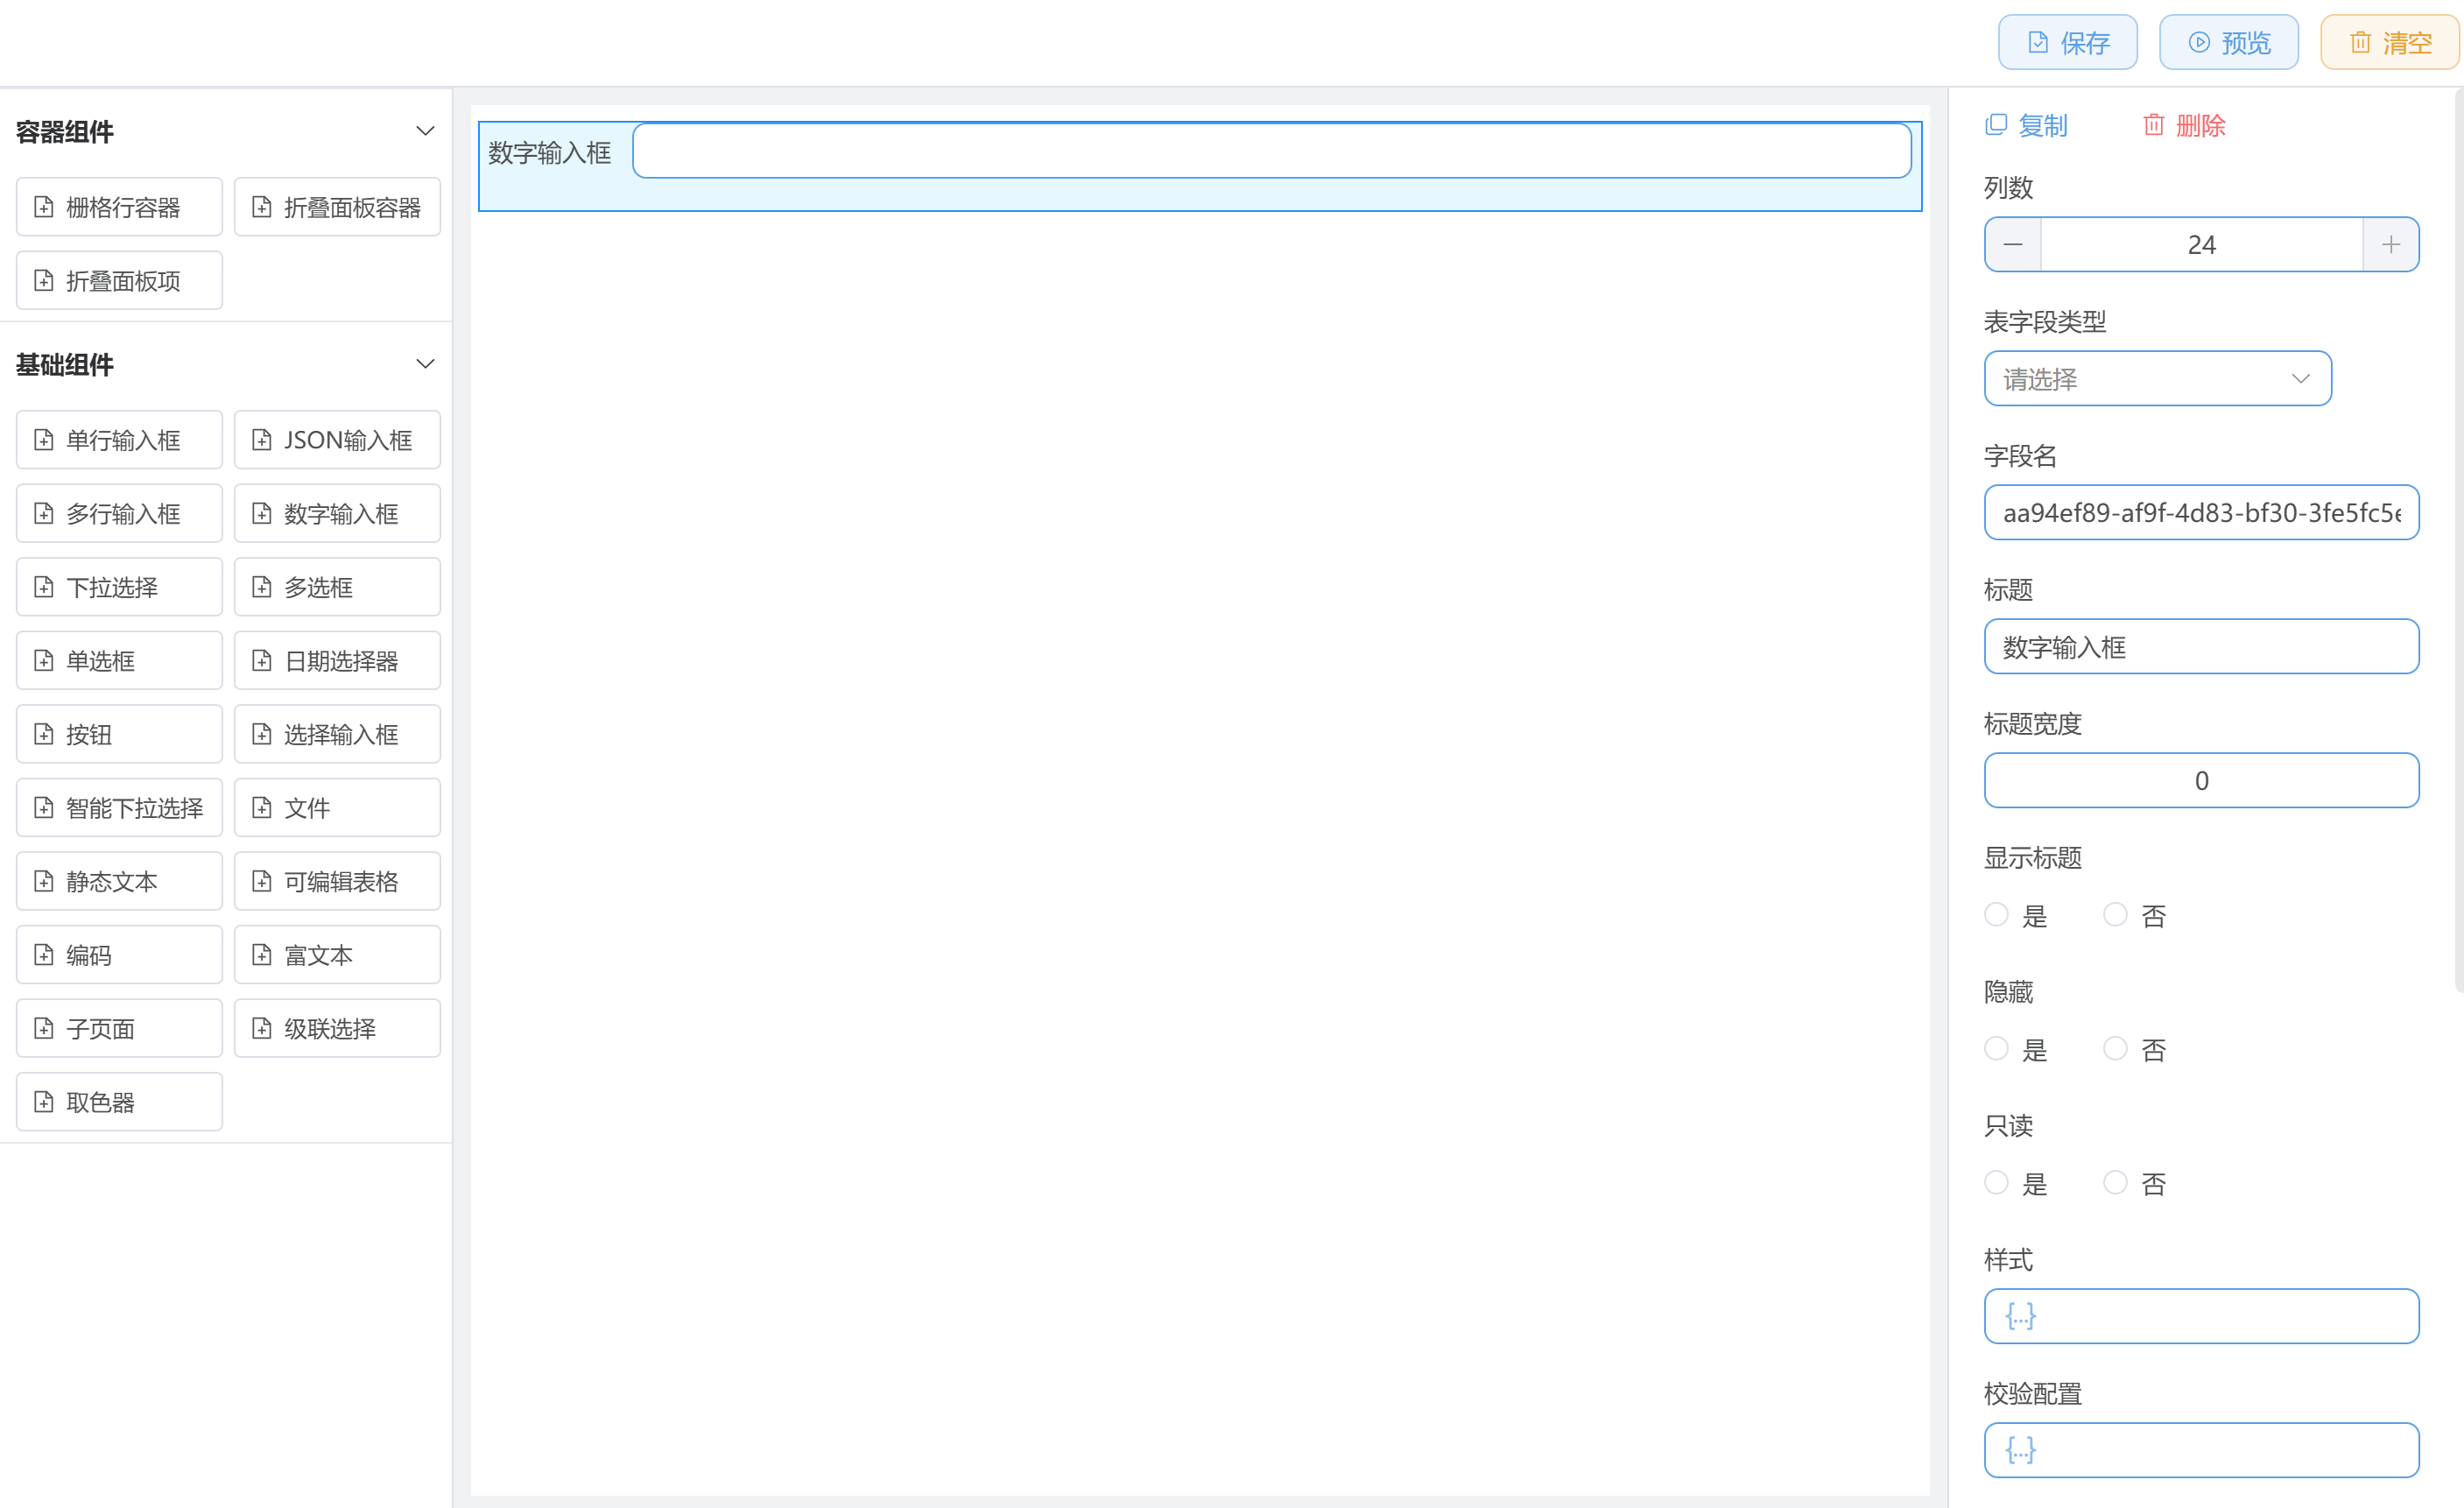 保存 预览 清空
容器组件
栅格行容器 折叠面板容器
折叠面板项
基础组件
单行输入框 JSON输入框
多行输入框 数字输入框
下拉选择 多选框
单选框 日期选择器
按钮 选择输入框
智能下拉选择 文件
静态文本 可编辑表格
编码 富文本
子页面 级联选择
取色器
数字输入框
复制 删除
列数
24
表字段类型
请选择
字段名
aa94ef89-af9f-4d83-bf30-3fe5fc5e
标题
数字输入框
标题宽度
0
显示标题
是 否
隐藏
是 否
只读
是 否
样式
{...}
校验配置
{...}